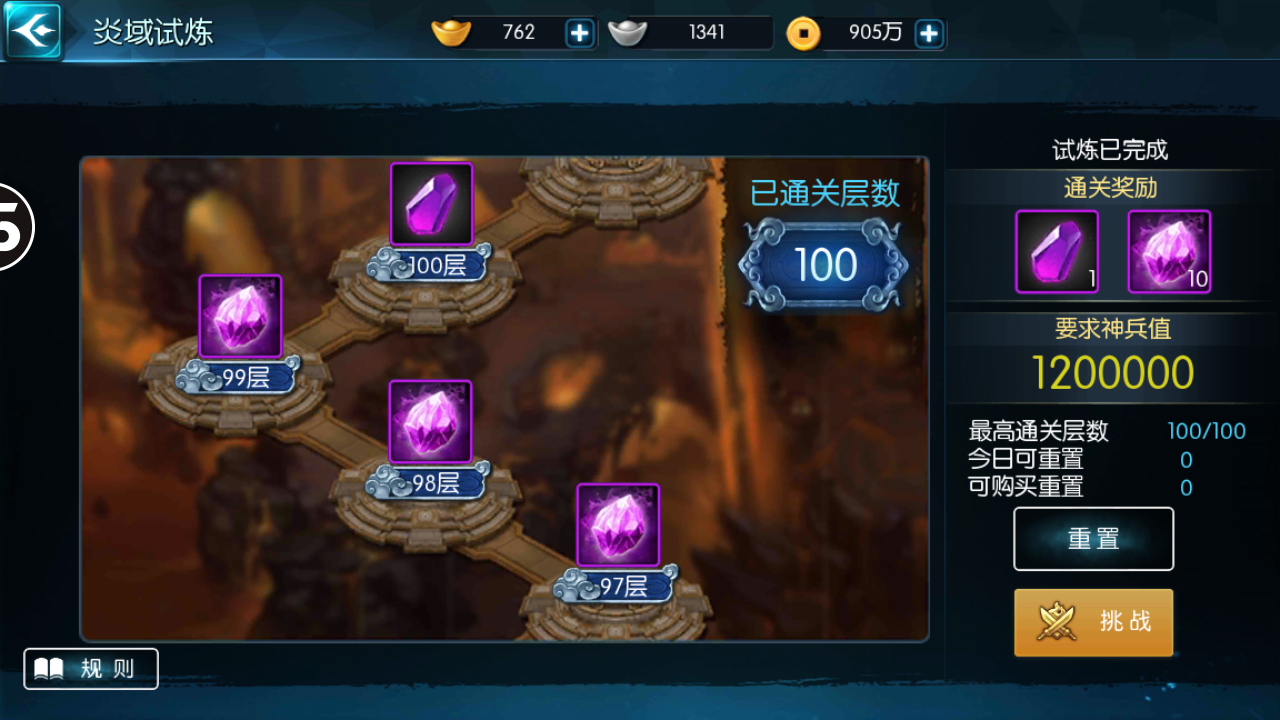 炎域试炼
762
1341
905万
5
已通关层数
100
100层
99层
98层
97层
试炼已完成
通关奖励
1
10
要求神兵值
1200000
最高通关层数 100/100
今日可重置 0
可购买重置 0
重置
挑战
规则